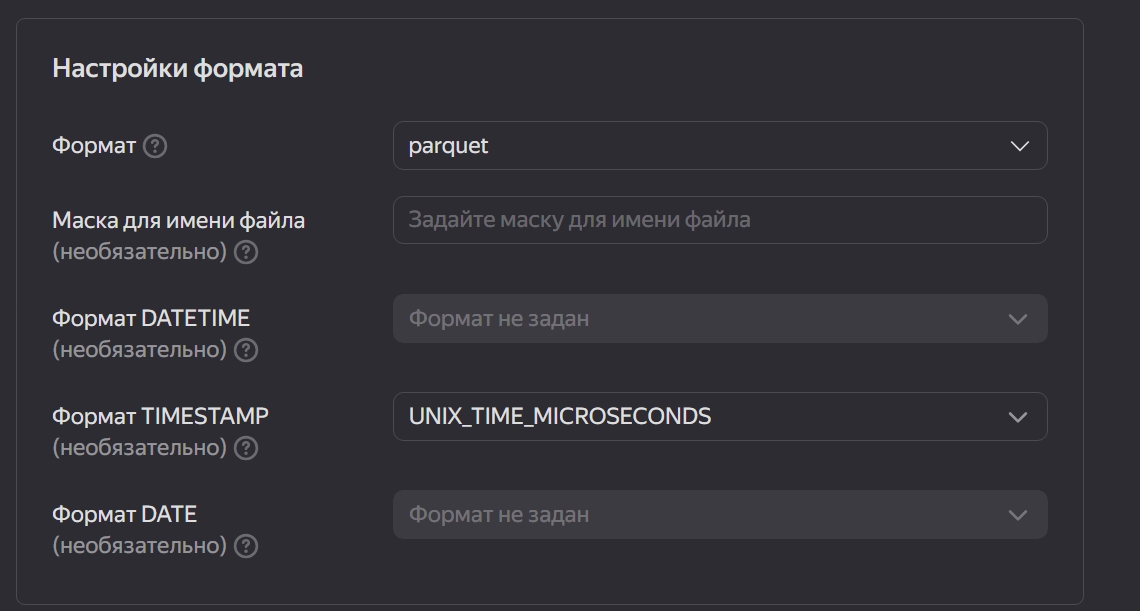 Настройки формата
Формат ?
parquet
Маска для имени файла
(необязательно) ?
Задайте маску для имени файла
Формат DATETIME
(необязательно) ?
Формат не задан
Формат TIMESTAMP
(необязательно) ?
UNIX_TIME_MICROSECONDS
Формат DATE
(необязательно) ?
Формат не задан